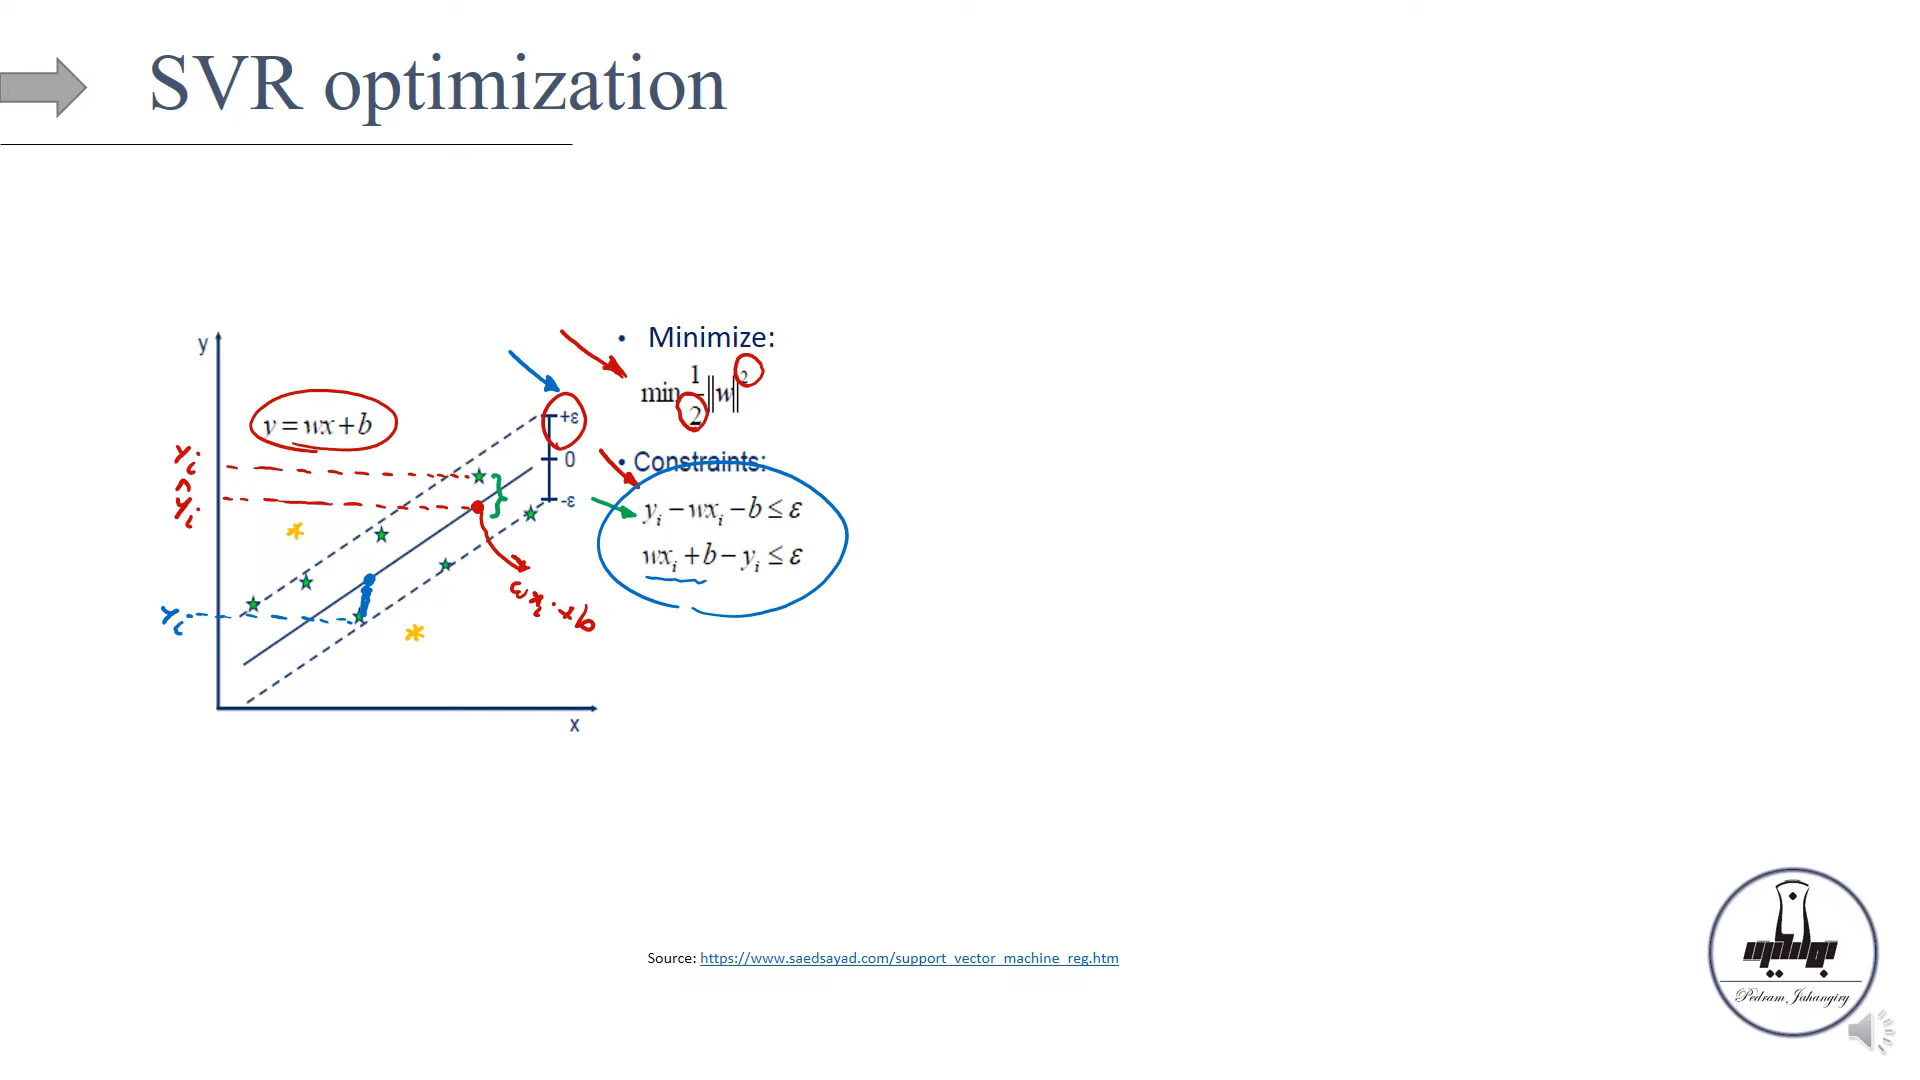 SVR optimization
• Minimize:
min 1/2 ||w||²
y
y = wx + b
+ε
0
-ε
yᵢ
ŷᵢ
yᵢ
wxᵢ + b
x
• Constraints:
yᵢ − wxᵢ − b ≤ ε
wxᵢ + b − yᵢ ≤ ε
Source: https://www.saedsayad.com/support_vector_machine_reg.htm
Pedram Jahangiry